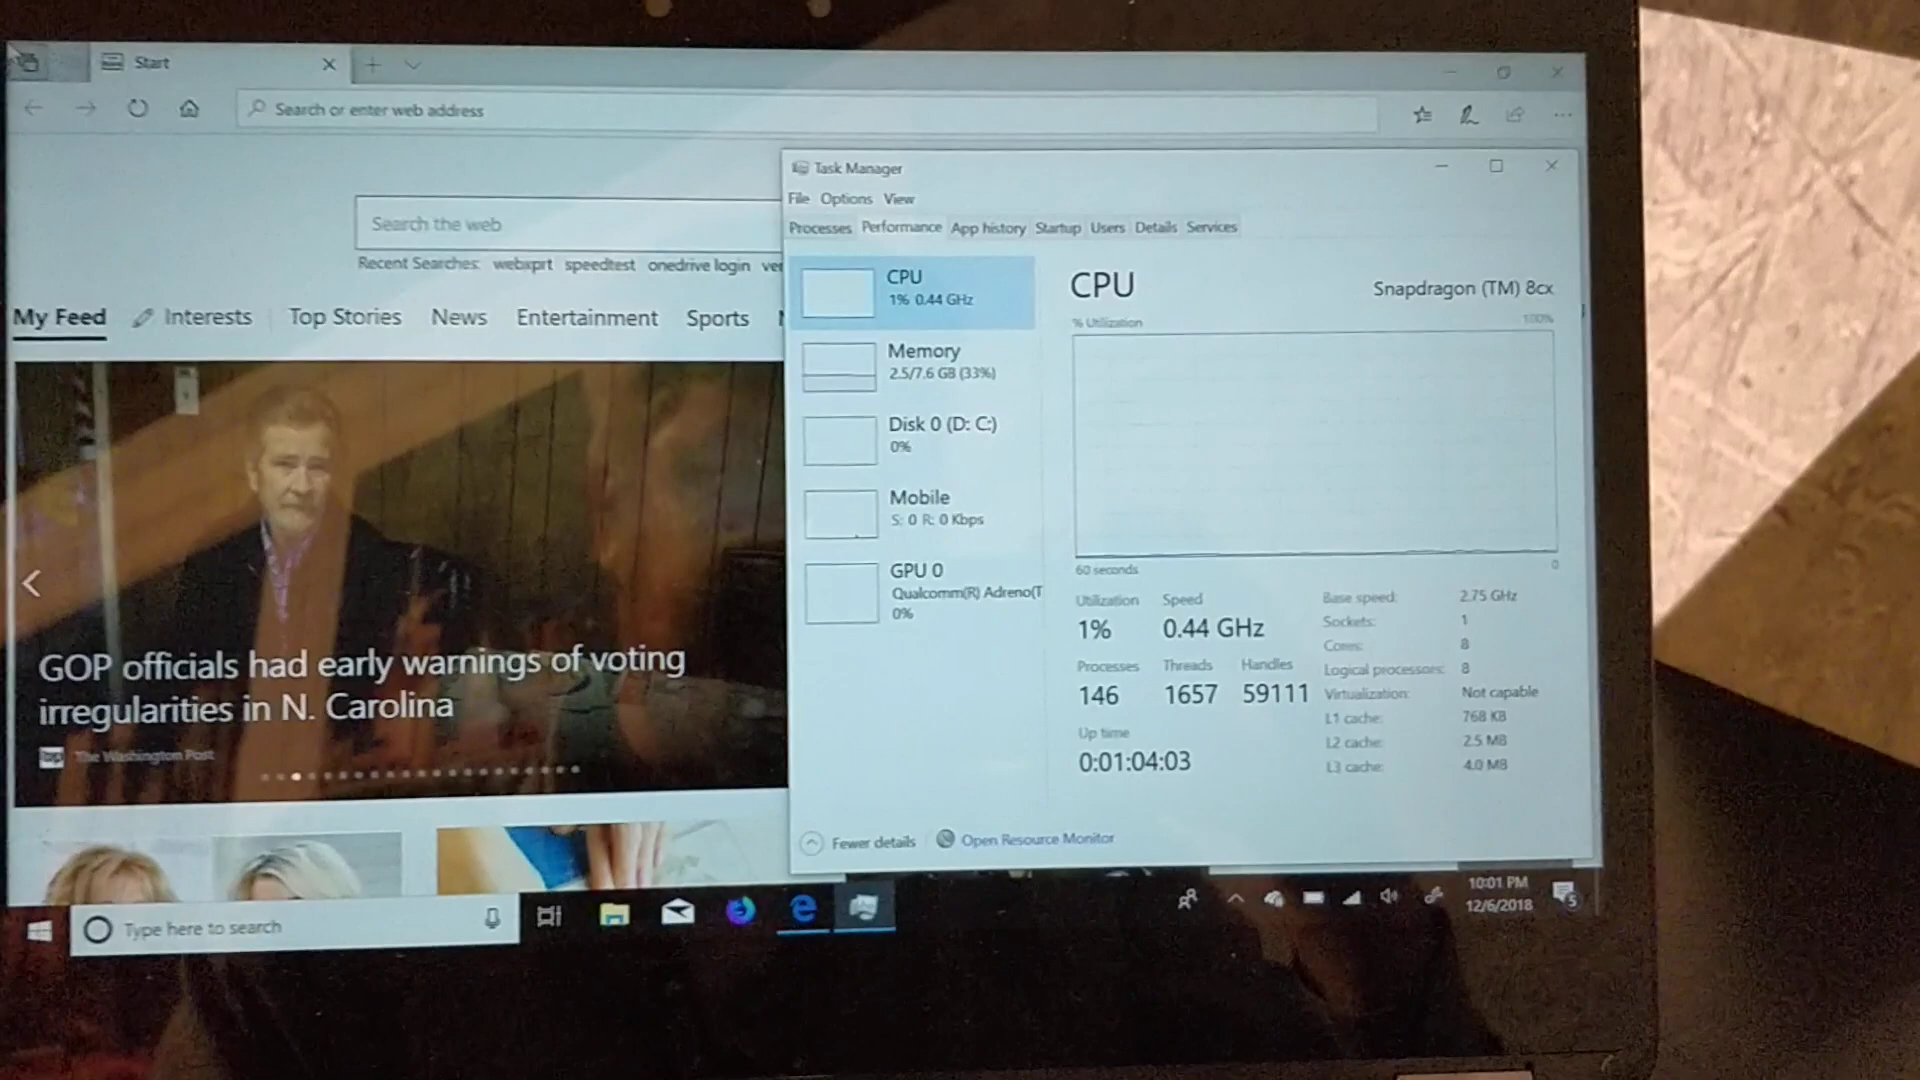 Start
Search or enter web address
Search the web
Recent Searches: webxprt speedtest onedrive login ver
My Feed Interests Top Stories News Entertainment Sports
GOP officials had early warnings of voting
irregularities in N. Carolina
The Washington Post
Task Manager
File Options View
Processes Performance App history Startup Users Details Services
CPU
1% 0.44 GHz
Memory
2.5/7.6 GB (33%)
Disk 0 (D: C:)
0%
Mobile
S: 0 R: 0 Kbps
GPU 0
Qualcomm(R) Adreno(T
0%
CPU Snapdragon (TM) 8cx
% Utilization 100%
60 seconds 0
Utilization Speed
1% 0.44 GHz
Processes Threads Handles
146 1657 59111
Up time
0:01:04:03
Base speed: 2.75 GHz
Sockets: 1
Cores: 8
Logical processors: 8
Virtualization: Not capable
L1 cache: 768 KB
L2 cache: 2.5 MB
L3 cache: 4.0 MB
Fewer details Open Resource Monitor
Type here to search
10:01 PM
12/6/2018
5